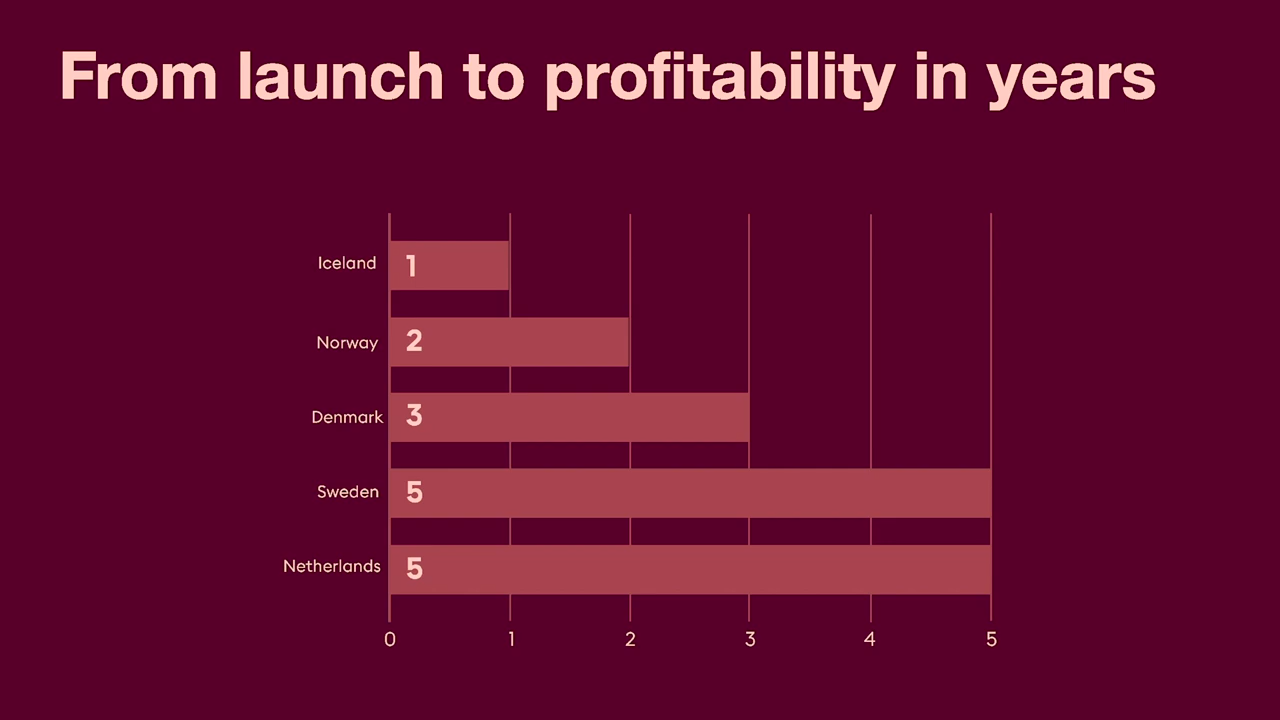 From launch to profitability in years
Iceland 1
Norway 2
Denmark 3
Sweden 5
Netherlands 5
0 1 2 3 4 5